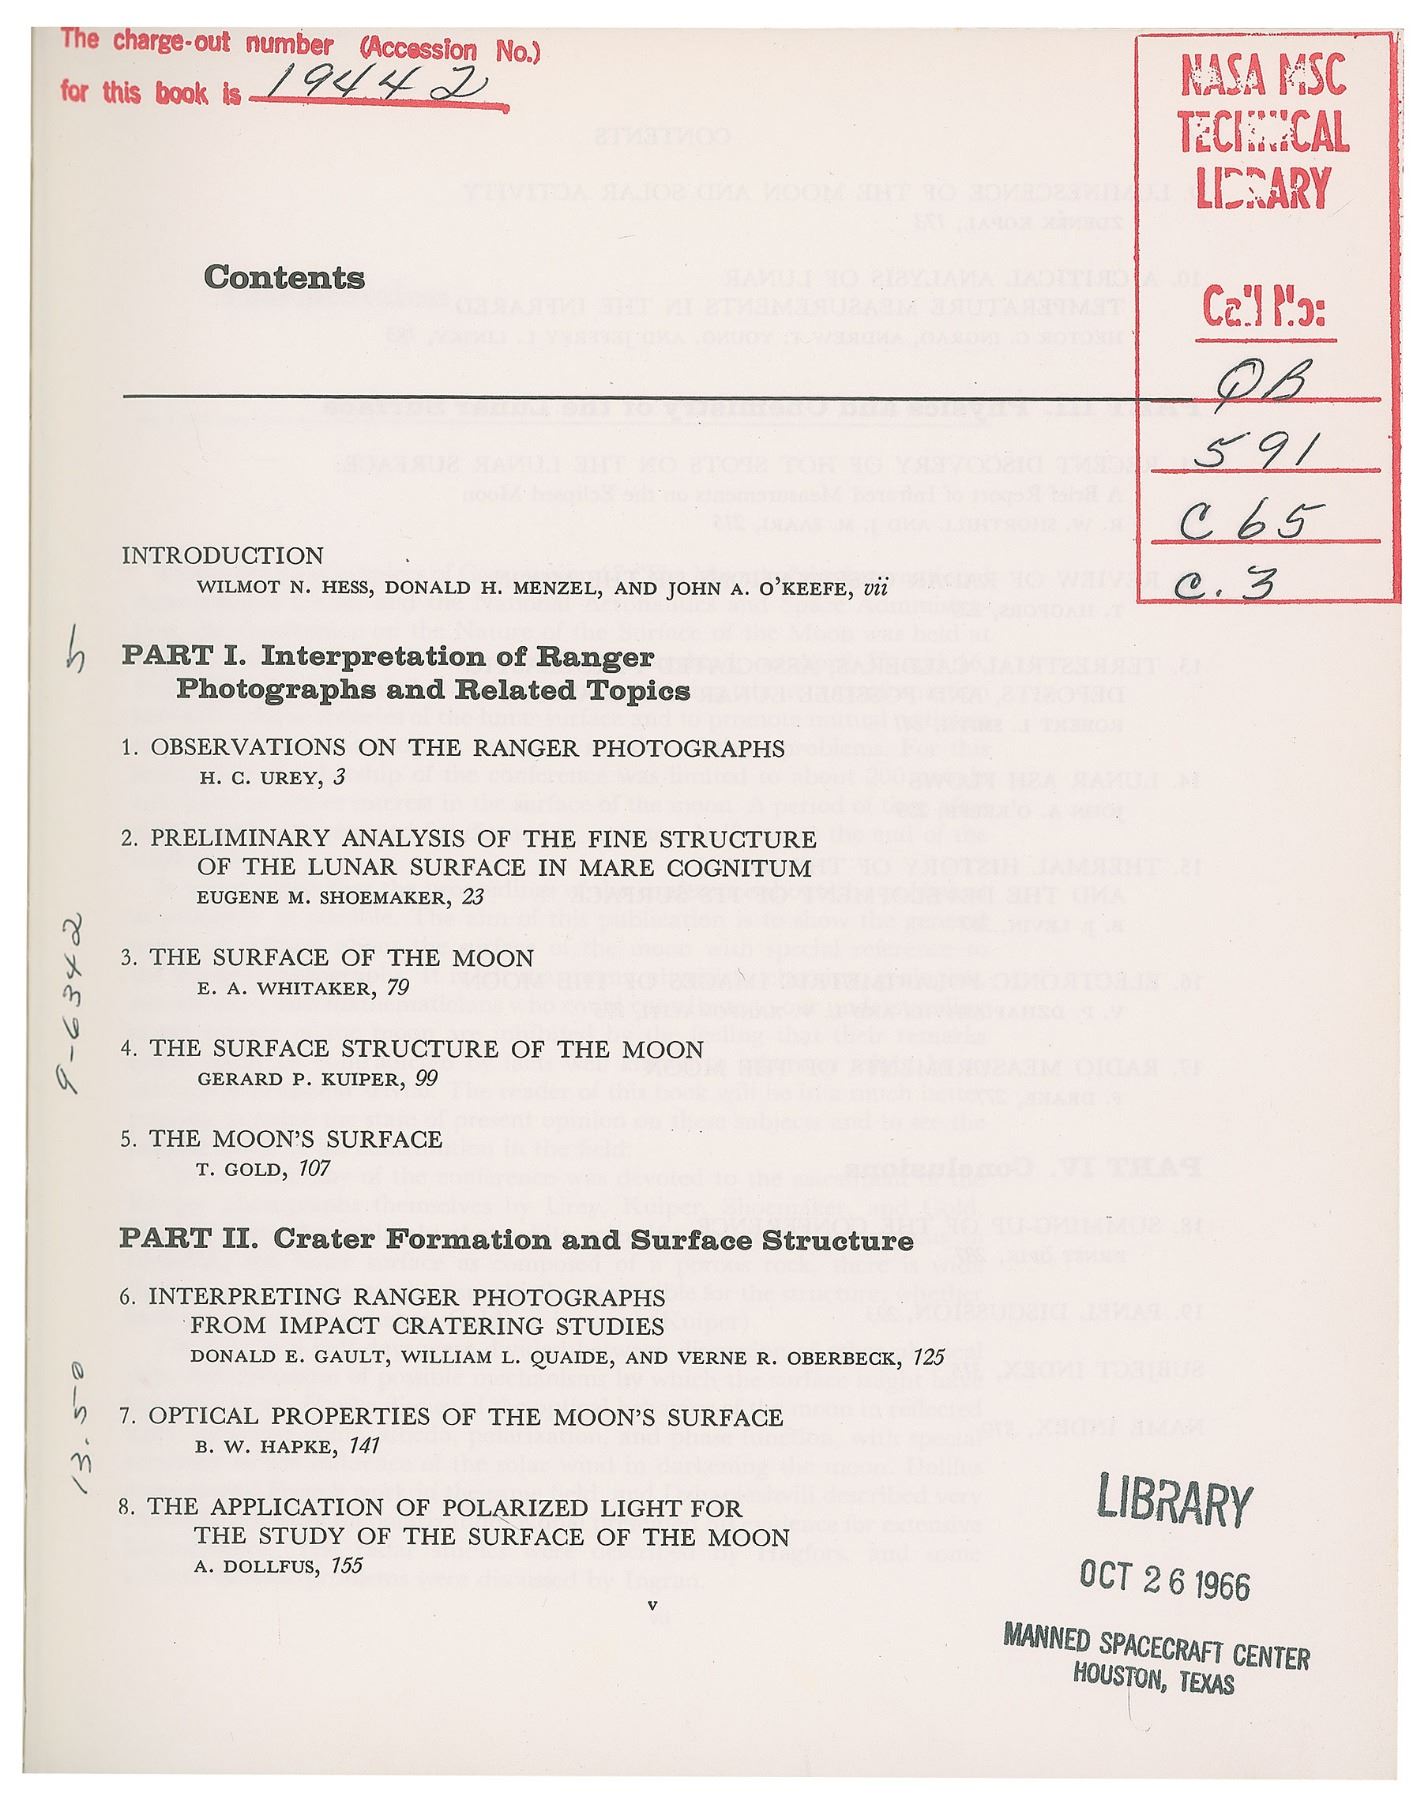 The charge-out number (Accession No.)
for this book is 19442
NASA MSC
TECHNICAL
LIBRARY
Call No:
QB
591
C65
C.3
Contents
INTRODUCTION
WILMOT N. HESS, DONALD H. MENZEL, AND JOHN A. O'KEEFE, vii
PART I. Interpretation of Ranger
Photographs and Related Topics
1. OBSERVATIONS ON THE RANGER PHOTOGRAPHS
H. C. UREY, 3
2. PRELIMINARY ANALYSIS OF THE FINE STRUCTURE
OF THE LUNAR SURFACE IN MARE COGNITUM
EUGENE M. SHOEMAKER, 23
3. THE SURFACE OF THE MOON
E. A. WHITAKER, 79
4. THE SURFACE STRUCTURE OF THE MOON
GERARD P. KUIPER, 99
5. THE MOON'S SURFACE
T. GOLD, 107
PART II. Crater Formation and Surface Structure
6. INTERPRETING RANGER PHOTOGRAPHS
FROM IMPACT CRATERING STUDIES
DONALD E. GAULT, WILLIAM L. QUAIDE, AND VERNE R. OBERBECK, 125
7. OPTICAL PROPERTIES OF THE MOON'S SURFACE
B. W. HAPKE, 141
8. THE APPLICATION OF POLARIZED LIGHT FOR
THE STUDY OF THE SURFACE OF THE MOON
A. DOLLFUS, 155
v
5
9-6342
13.50
LIBRARY
OCT 26 1966
MANNED SPACECRAFT CENTER
HOUSTON, TEXAS